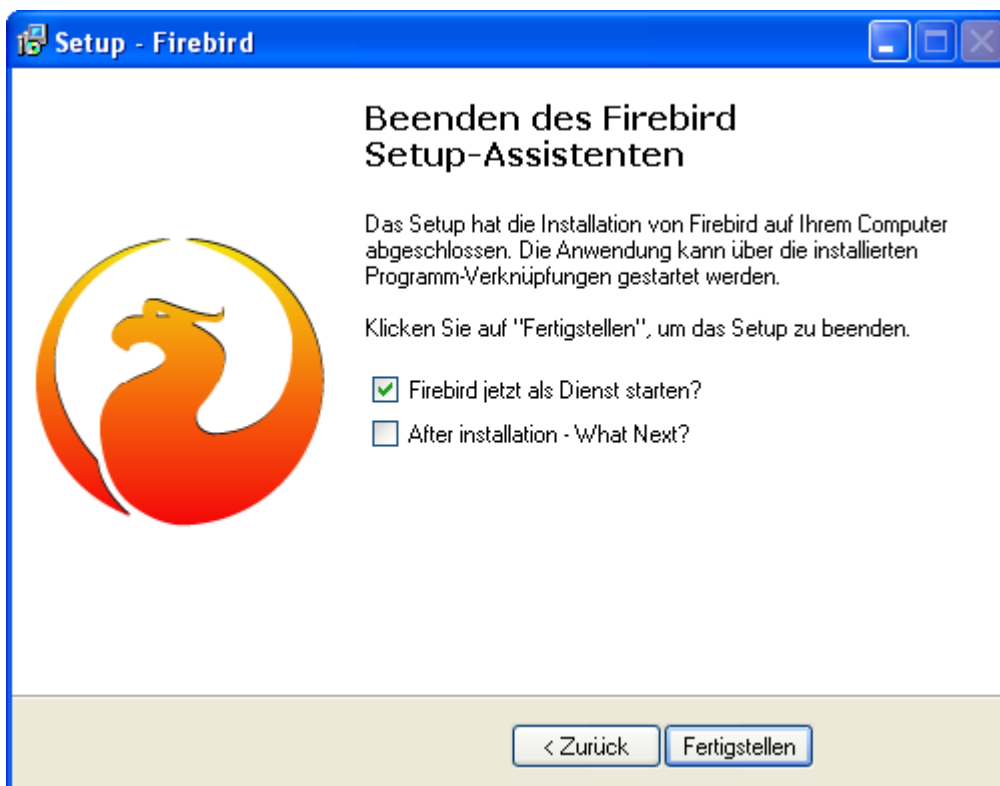 Setup - Firebird
Beenden des Firebird
Setup-Assistenten
Das Setup hat die Installation von Firebird auf Ihrem Computer
abgeschlossen. Die Anwendung kann über die installierten
Programm-Verknüpfungen gestartet werden.
Klicken Sie auf "Fertigstellen", um das Setup zu beenden.
Firebird jetzt als Dienst starten?
After installation - What Next?
< Zurück
Fertigstellen